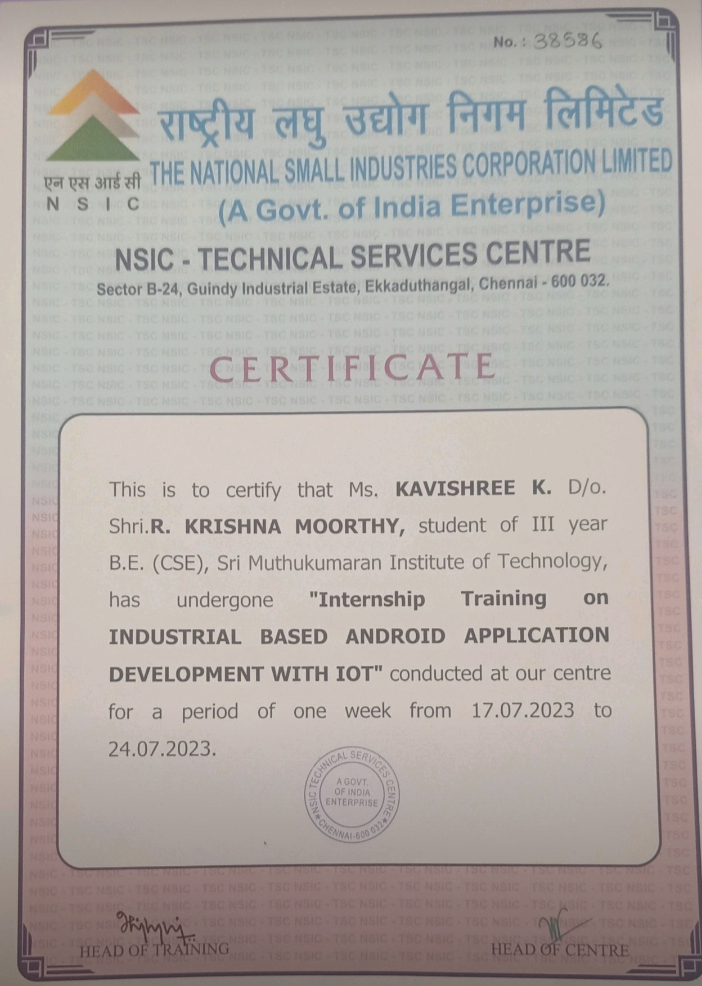 No. : 38586
राष्ट्रीय लघु उद्योग निगम लिमिटेड
एन एस आई सी
THE NATIONAL SMALL INDUSTRIES CORPORATION LIMITED
N S I C
(A Govt. of India Enterprise)
NSIC - TECHNICAL SERVICES CENTRE
Sector B-24, Guindy Industrial Estate, Ekkaduthangal, Chennai - 600 032.
CERTIFICATE
This is to certify that Ms. KAVISHREE K. D/o.
Shri.R. KRISHNA MOORTHY, student of III year
B.E. (CSE), Sri Muthukumaran Institute of Technology,
has undergone "Internship Training on
INDUSTRIAL BASED ANDROID APPLICATION
DEVELOPMENT WITH IOT" conducted at our centre
for a period of one week from 17.07.2023 to
24.07.2023.
NSIC TECHNICAL SERVICES CENTRE
A GOVT.
OF INDIA
ENTERPRISE
CHENNAI-600 032
HEAD OF TRAINING
HEAD OF CENTRE